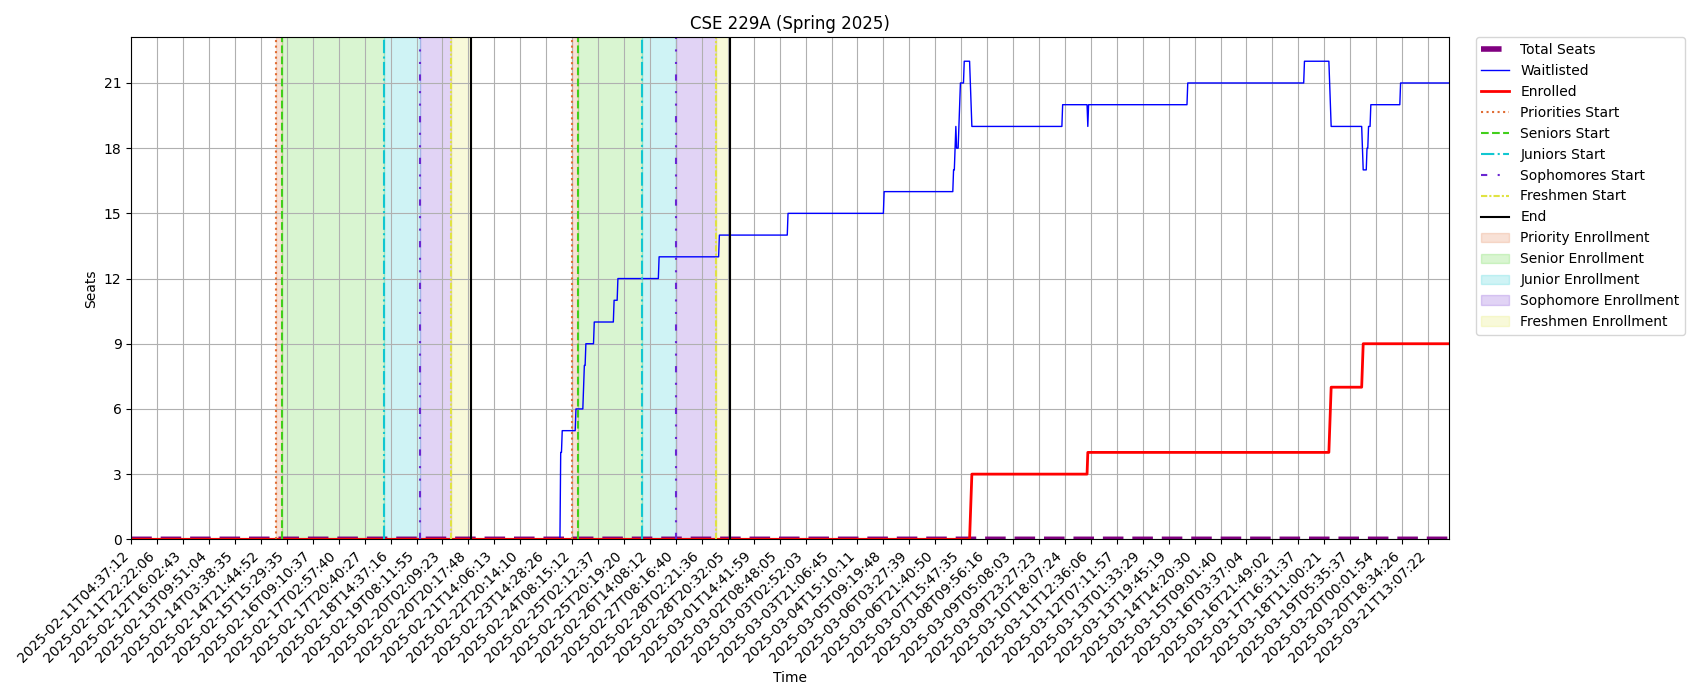 CSE 229A (Spring 2025)
Seats
21
18
15
12
9
6
3
0
2025-02-11T04:37:12
2025-02-11T22:22:06
2025-02-12T16:02:43
2025-02-13T09:51:04
2025-02-14T03:38:35
2025-02-14T21:44:52
2025-02-15T15:29:35
2025-02-16T09:10:37
2025-02-17T02:57:40
2025-02-17T20:40:27
2025-02-18T14:37:16
2025-02-19T08:11:55
2025-02-20T02:09:23
2025-02-20T20:17:48
2025-02-21T14:06:13
2025-02-22T20:14:10
2025-02-23T14:28:26
2025-02-24T08:15:12
2025-02-25T02:12:37
2025-02-25T20:19:20
2025-02-26T14:08:12
2025-02-27T08:16:40
2025-02-28T02:21:36
2025-02-28T20:32:05
2025-03-01T14:41:59
2025-03-02T08:48:05
2025-03-03T02:52:03
2025-03-03T21:06:45
2025-03-04T15:10:11
2025-03-05T09:19:48
2025-03-06T03:27:39
2025-03-06T21:40:50
2025-03-07T15:47:35
2025-03-08T09:56:16
2025-03-09T05:08:03
2025-03-09T23:27:23
2025-03-10T18:07:24
2025-03-11T12:36:06
2025-03-12T07:11:57
2025-03-13T01:33:29
2025-03-13T19:45:19
2025-03-14T14:20:30
2025-03-15T09:01:40
2025-03-16T03:37:04
2025-03-16T21:49:02
2025-03-17T16:31:37
2025-03-18T11:00:21
2025-03-19T05:35:37
2025-03-20T00:01:54
2025-03-20T18:34:26
2025-03-21T13:07:22
Time
Total Seats
Waitlisted
Enrolled
Priorities Start
Seniors Start
Juniors Start
Sophomores Start
Freshmen Start
End
Priority Enrollment
Senior Enrollment
Junior Enrollment
Sophomore Enrollment
Freshmen Enrollment